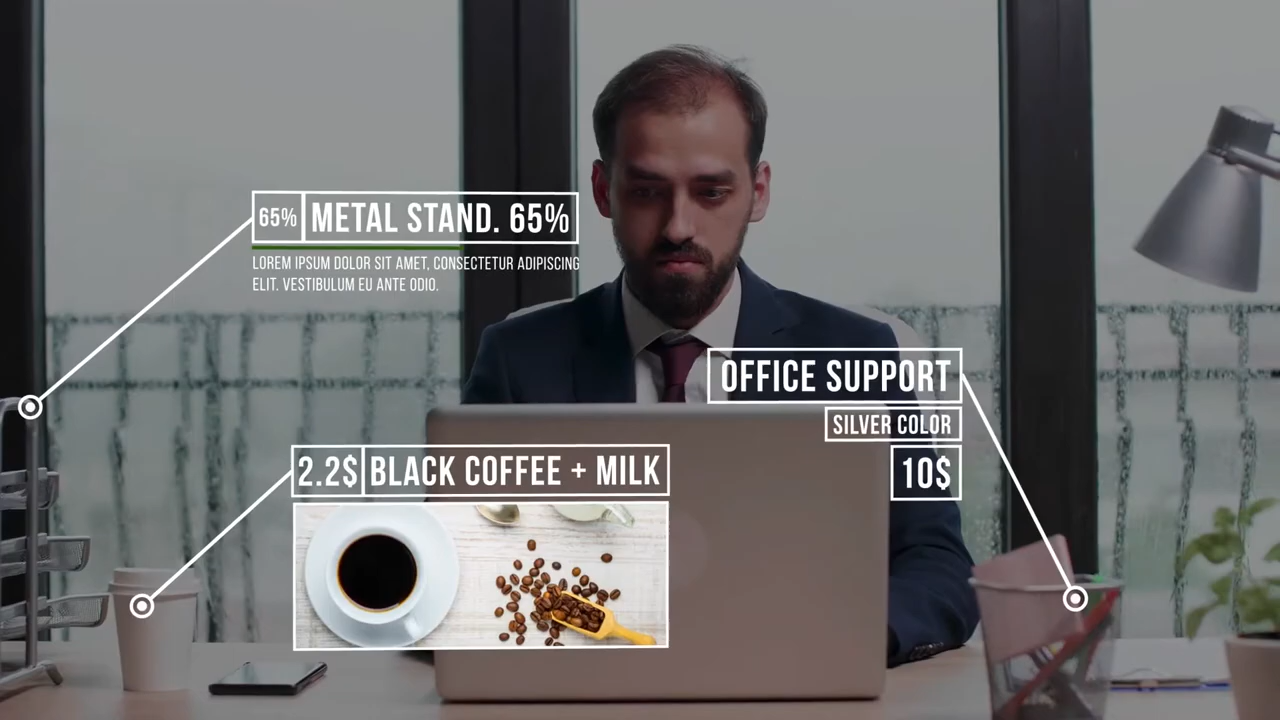 65% METAL STAND. 65%
LOREM IPSUM DOLOR SIT AMET, CONSECTETUR ADIPISCING
ELIT. VESTIBULUM EU ANTE ODIO.
OFFICE SUPPORT
SILVER COLOR
10$
2.2$ BLACK COFFEE + MILK